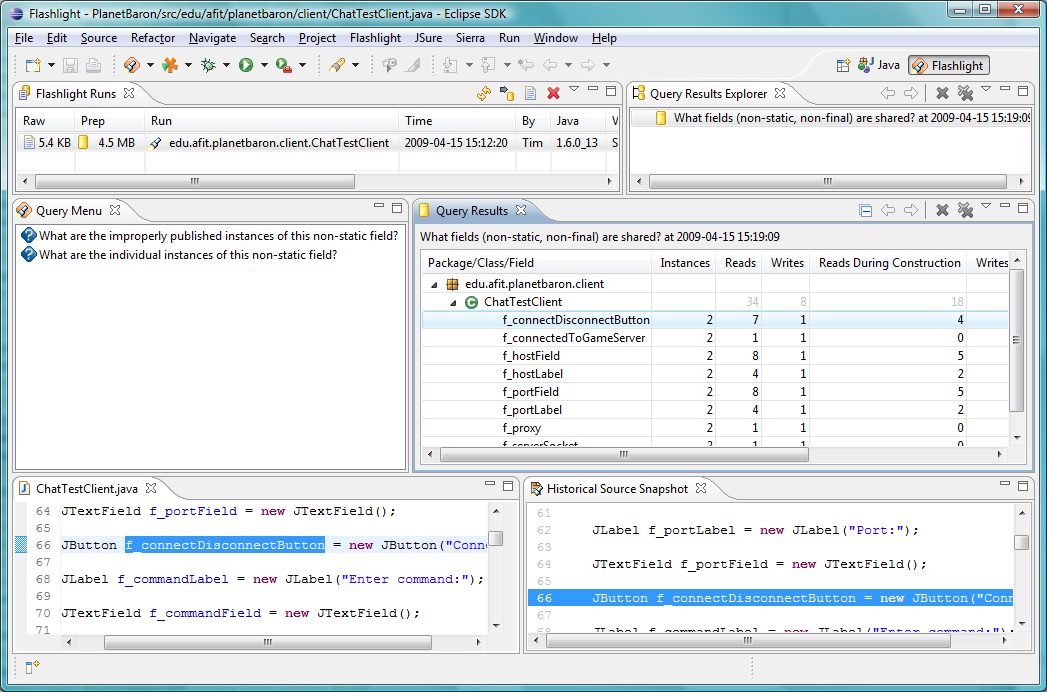 Flashlight - PlanetBaron/src/edu/afit/planetbaron/client/ChatTestClient.java - Eclipse SDK
File Edit Source Refactor Navigate Search Project Flashlight JSure Sierra Run Window Help
Java Flashlight
Flashlight Runs
Raw Prep Run Time By Java V
5.4 KB 4.5 MB edu.afit.planetbaron.client.ChatTestClient 2009-04-15 15:12:20 Tim 1.6.0_13 S
Query Results Explorer
What fields (non-static, non-final) are shared? at 2009-04-15 15:19:09
Query Menu
What are the improperly published instances of this non-static field?
What are the individual instances of this non-static field?
Query Results
What fields (non-static, non-final) are shared? at 2009-04-15 15:19:09
Package/Class/Field Instances Reads Writes Reads During Construction Writes
edu.afit.planetbaron.client
ChatTestClient 34 8 18
f_connectDisconnectButton 2 7 1 4
f_connectedToGameServer 2 1 1 0
f_hostField 2 8 1 5
f_hostLabel 2 4 1 2
f_portField 2 8 1 5
f_portLabel 2 4 1 2
f_proxy 2 1 1 0
f_serverSocket 2 1 1 0
ChatTestClient.java
64 JTextField f_portField = new JTextField();
65
66 JButton f_connectDisconnectButton = new JButton("Conn
67
68 JLabel f_commandLabel = new JLabel("Enter command:");
69
70 JTextField f_commandField = new JTextField();
71
Historical Source Snapshot
61
62 JLabel f_portLabel = new JLabel("Port:");
63
64 JTextField f_portField = new JTextField();
65
66 JButton f_connectDisconnectButton = new JButton("Conn
67
68 JLabel f_commandLabel = new JLabel("Enter command:");